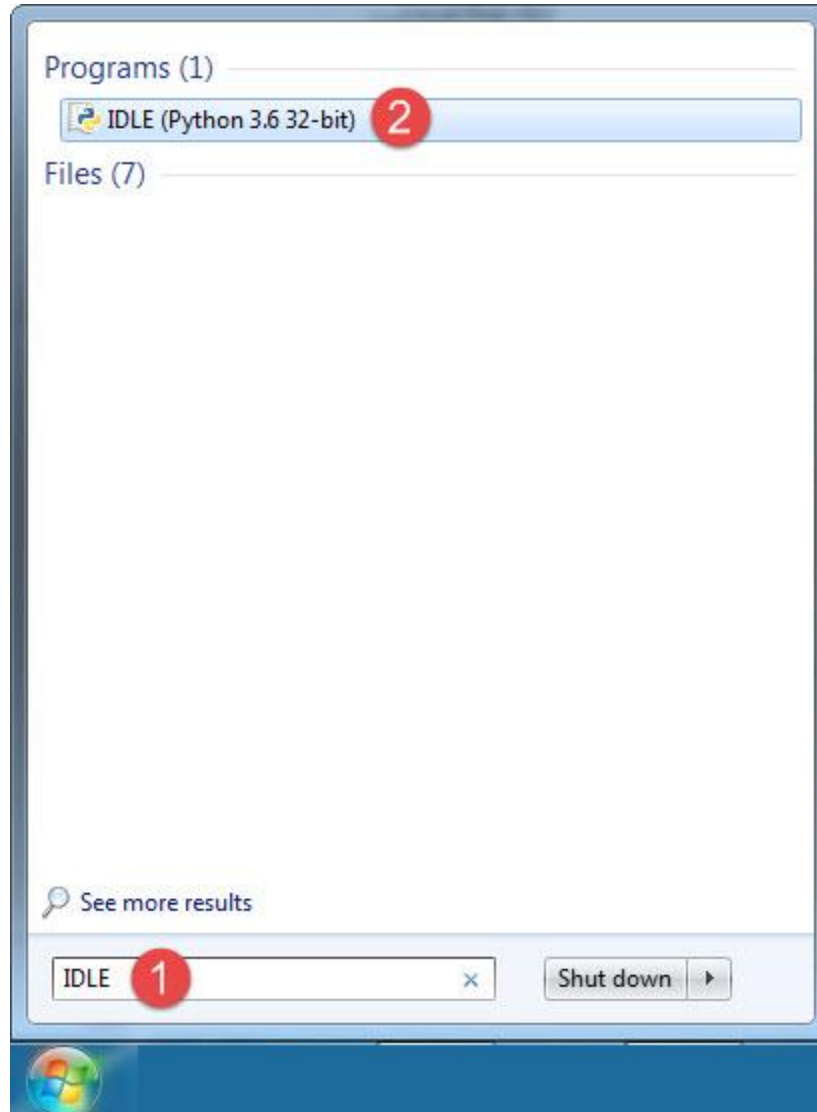 Programs (1)
IDLE (Python 3.6 32-bit) 2
Files (7)
See more results
IDLE 1 Shut down